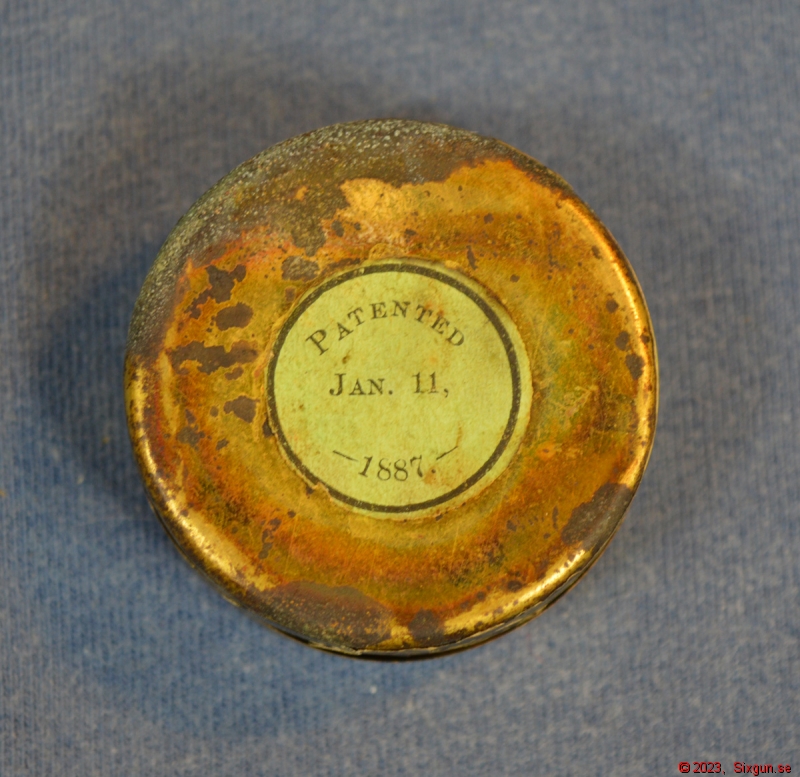 PATENTED
JAN. 11,
—1887.—
© 2023, Sixgun.se